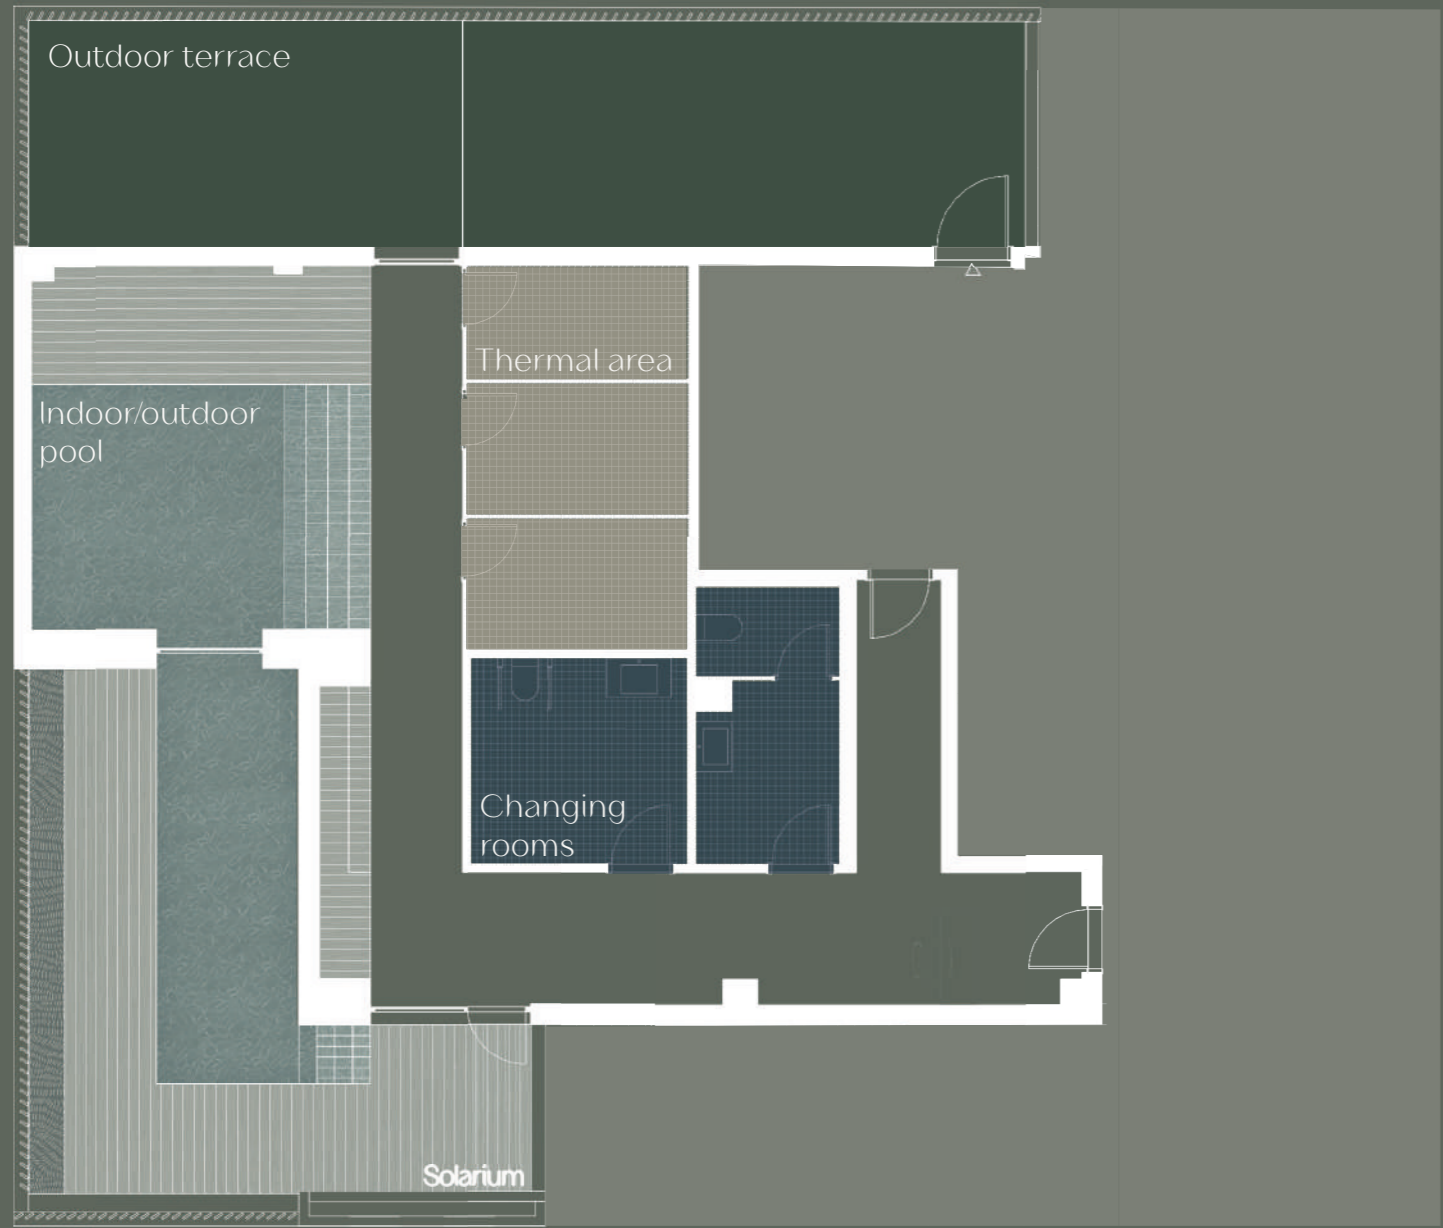 Outdoor terrace
Thermal area
Indoor/outdoor
pool
Changing
rooms
Solarium